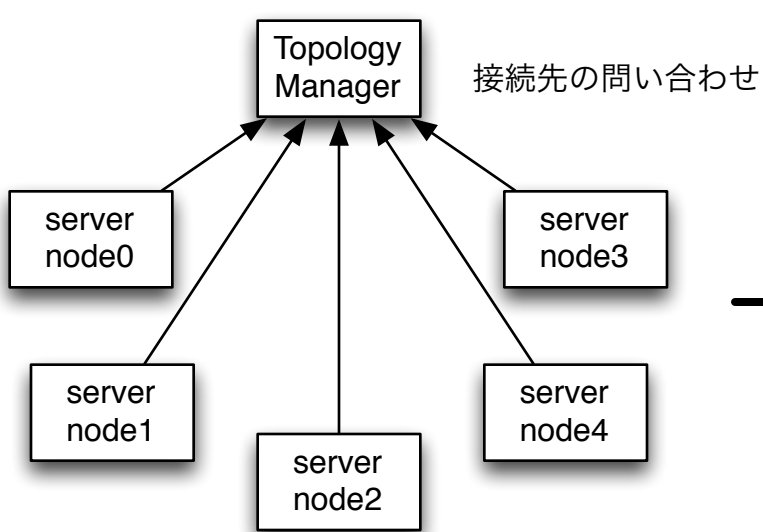 Topology
Manager
接続先の問い合わせ
server
node0
server
node3
server
node1
server
node4
server
node2